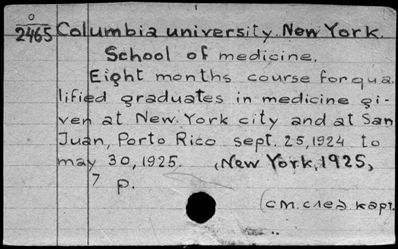 0
2465 Columbia university. New York.
School of medicine.
Eight months course for qua
lified graduates in medicine gi-
ven at New York city and at San
Juan, Porto Rico sept. 25, 1924 to
may 30, 1925. (New York, 1925,
7 p.
(см. след карт.